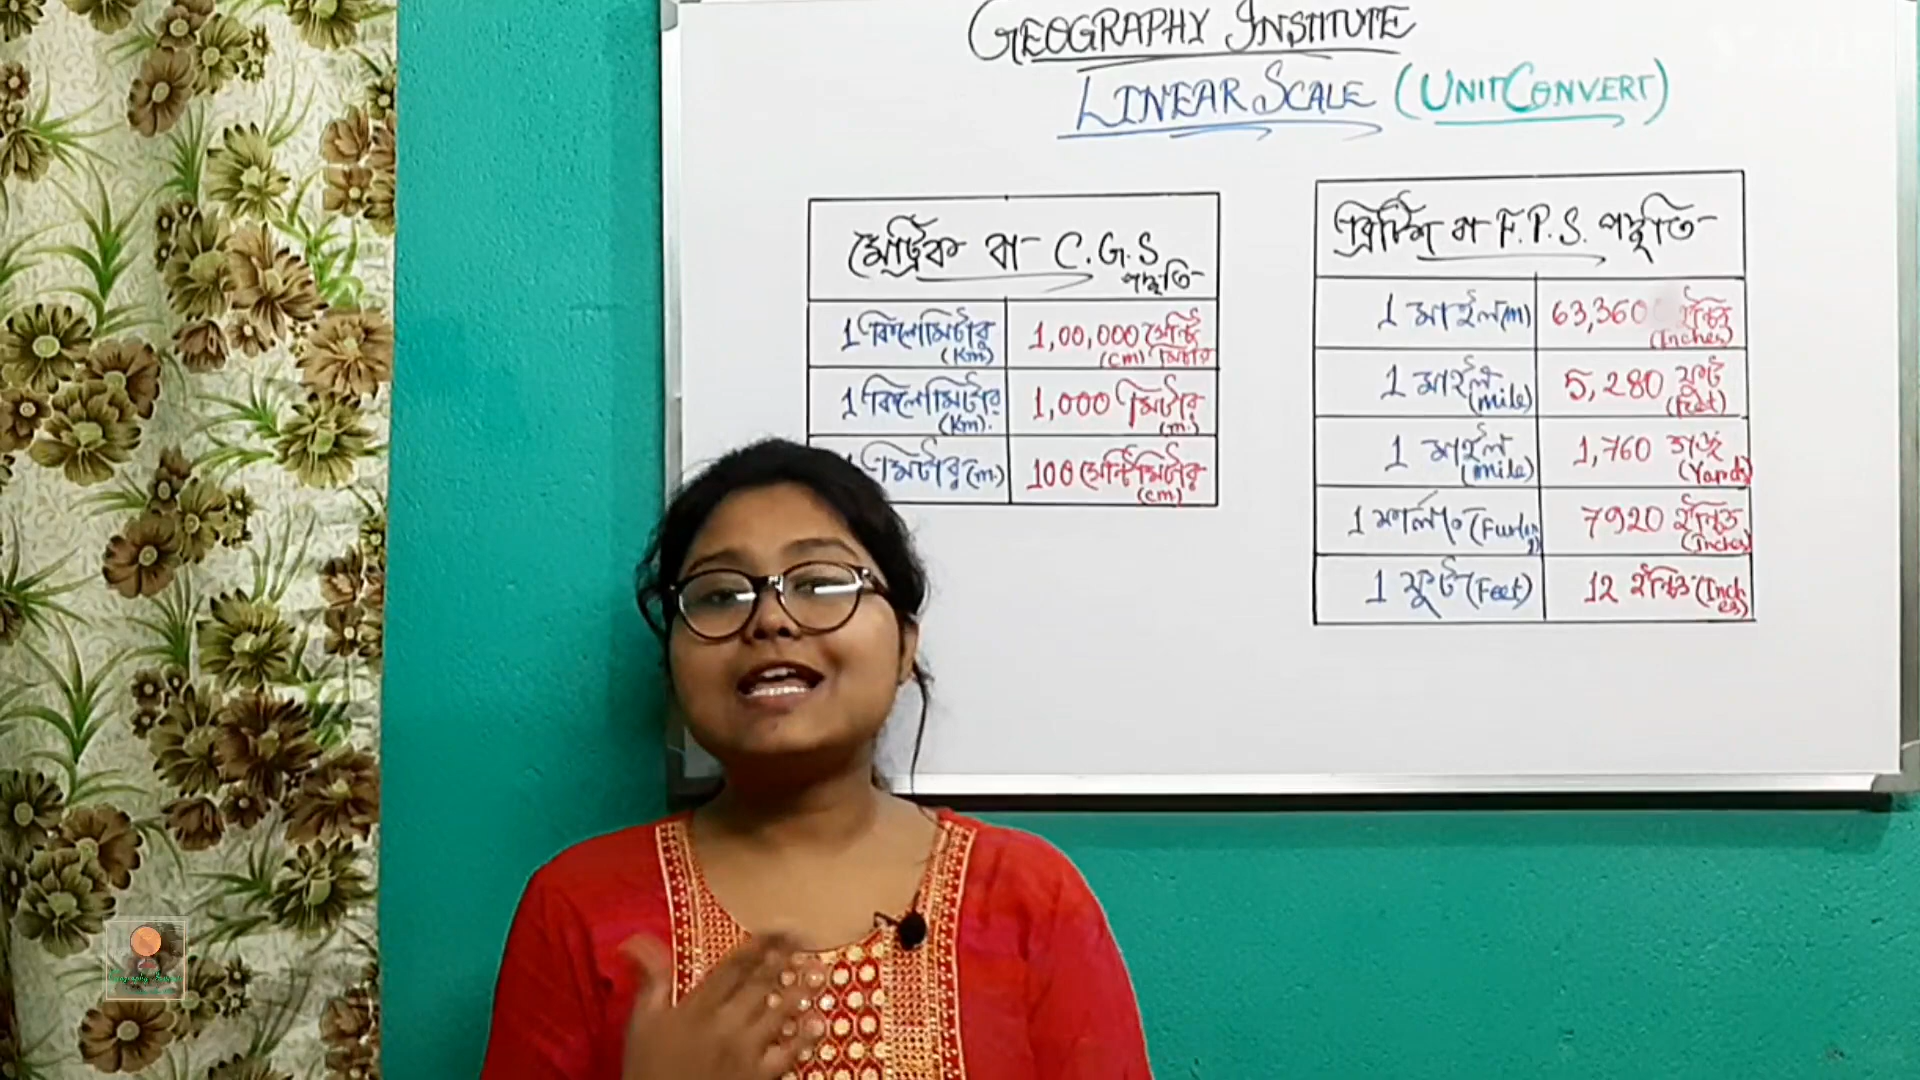 GEOGRAPHY INSTITUTE
LINEAR SCALE (UNIT CONVERT)
মেট্রিক বা C.G.S
পদ্ধতি
1 কিলোমিটার (Km) 1,00,000 সেন্টিমিটার (cm)
1 কিলোমিটার (Km). 1,000 মিটার (m.)
মিটার (m.) 100 সেন্টিমিটার (cm)
ব্রিটিশ বা F.P.S. পদ্ধতি
1 মাইল (m) 63,360 ইঞ্চি (Inches)
1 মাইল (mile) 5,280 ফুট (Feet)
1 মাইল (mile) 1,760 গজ (Yards)
1 ফার্লং (Furlong) 7920 ইঞ্চি (Inches)
1 ফুট (Feet) 12 ইঞ্চি (Inches)